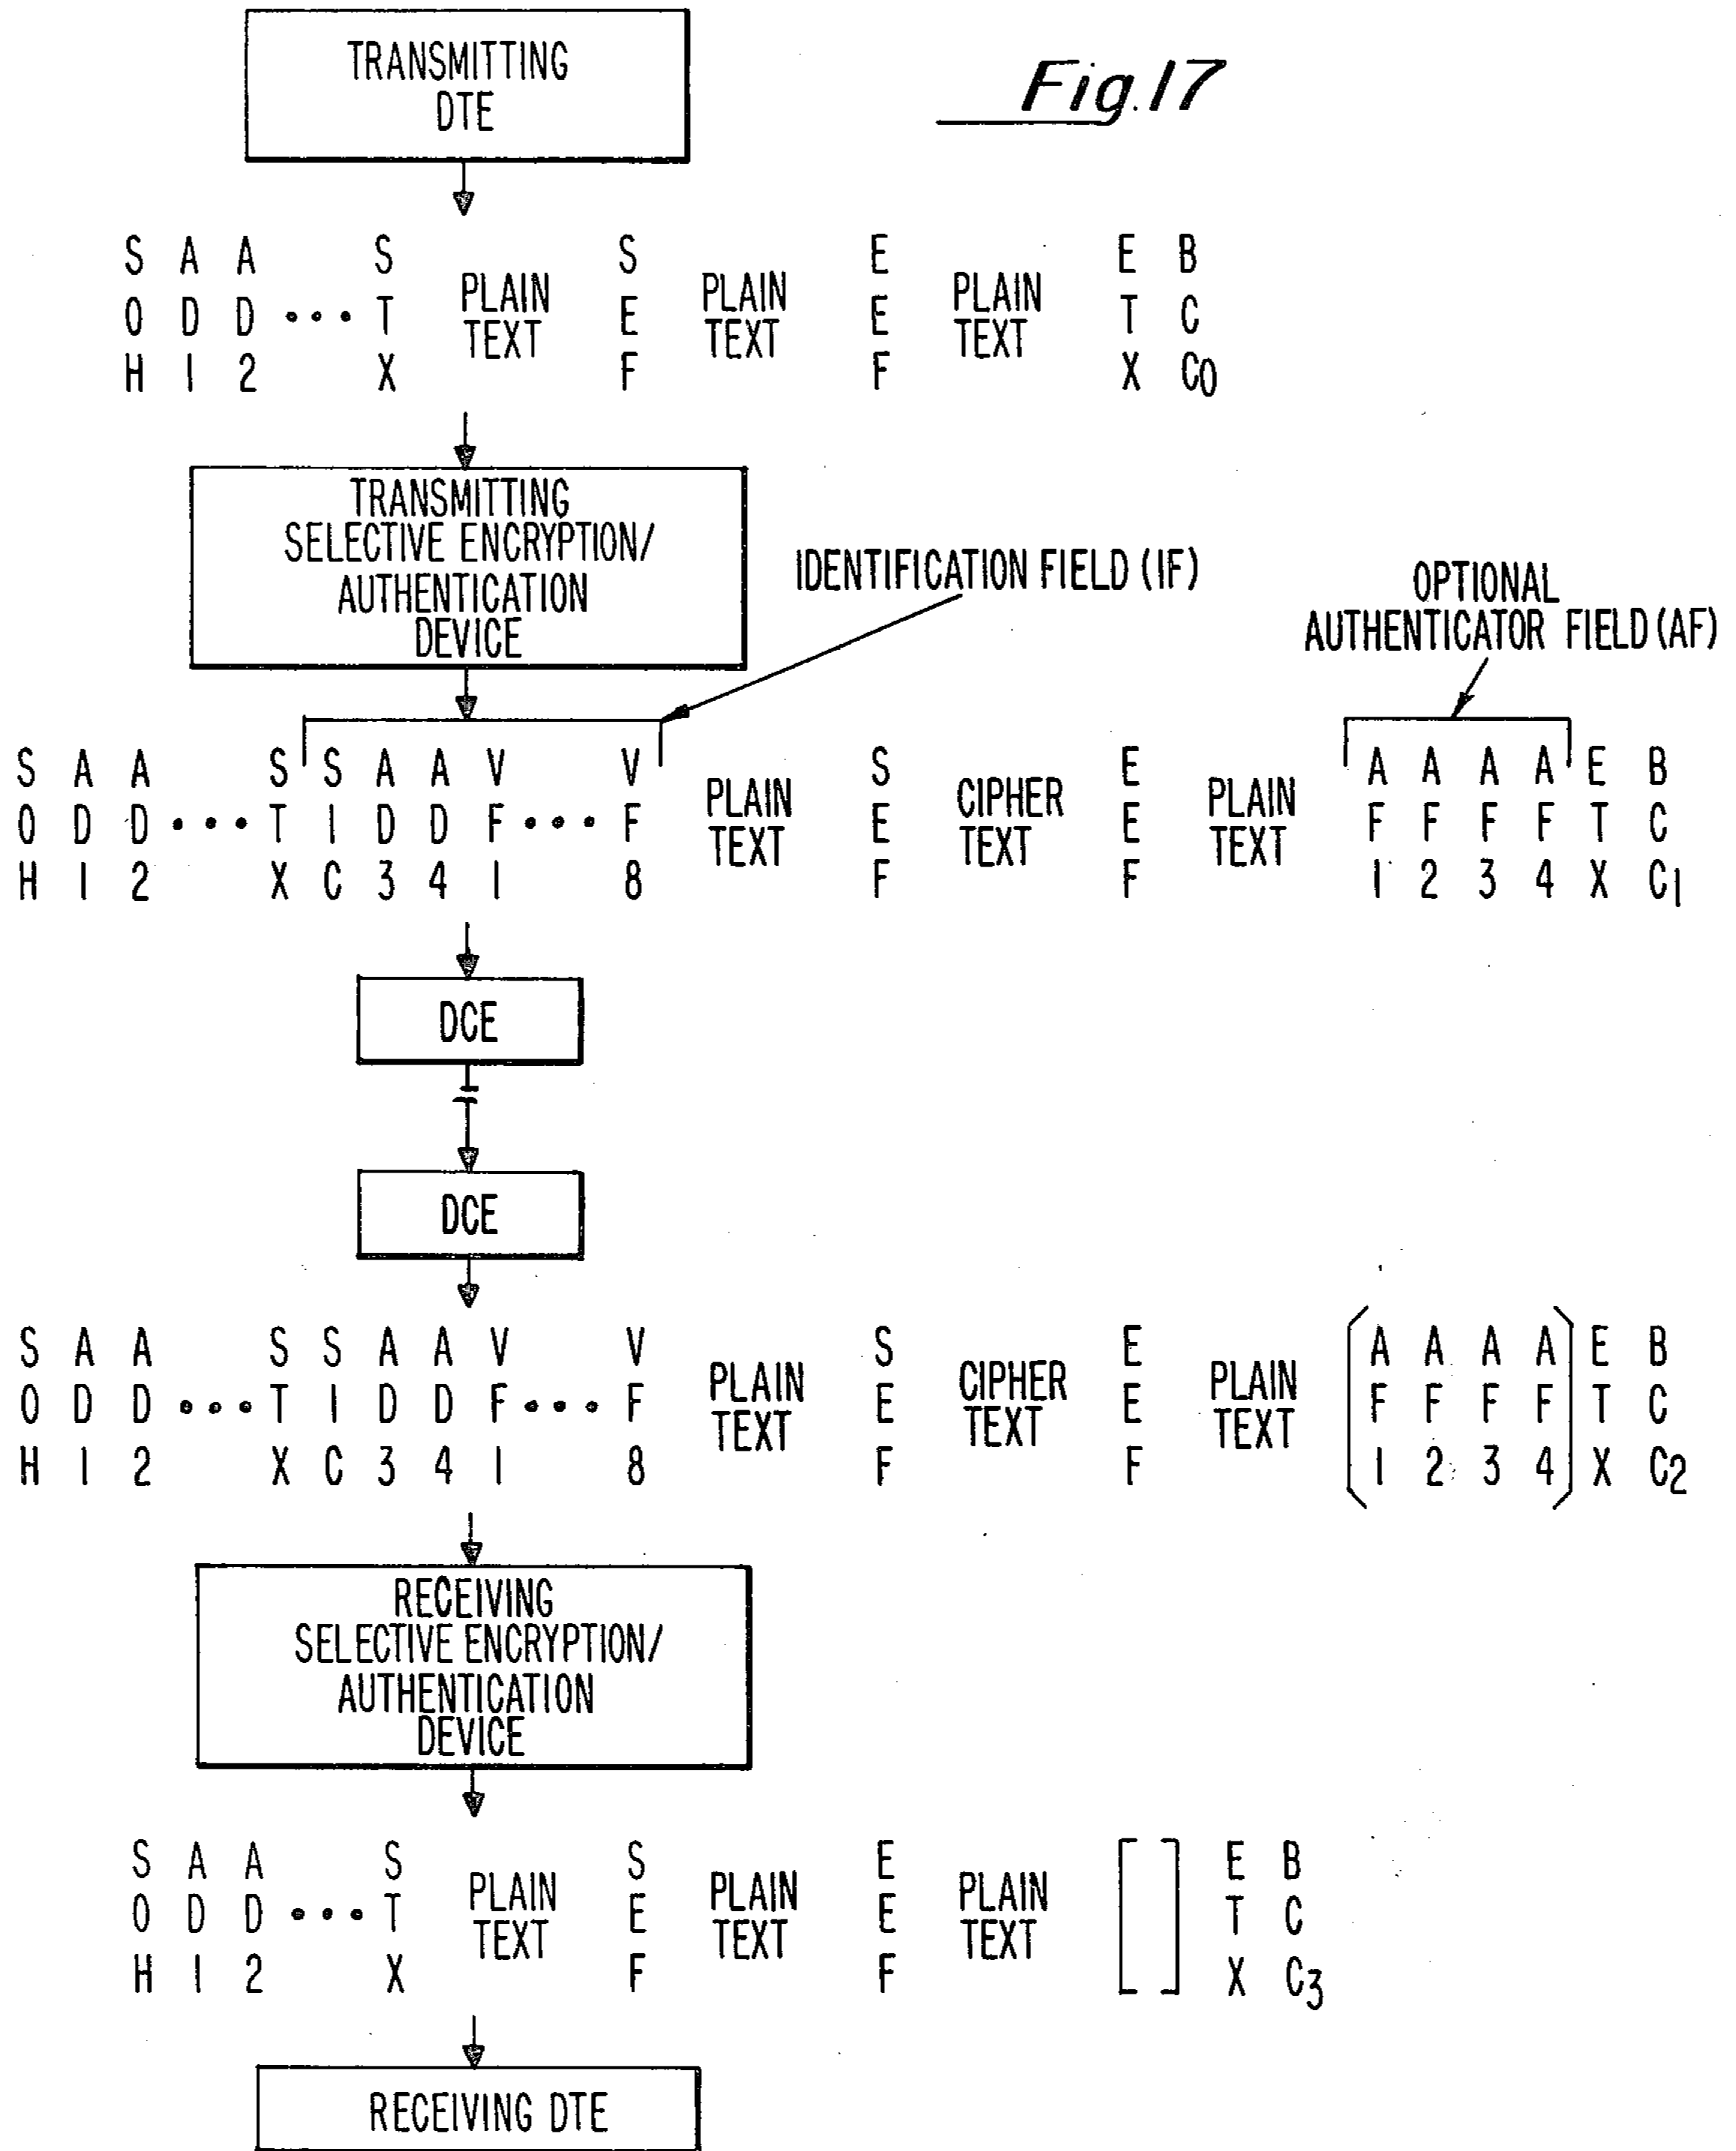 TRANSMITTING
DTE
Fig. 17
S A A S S E E B
O D D • • • T PLAIN TEXT E PLAIN TEXT E PLAIN TEXT T C
H 1 2 X F F X C0
TRANSMITTING
SELECTIVE ENCRYPTION/
AUTHENTICATION
DEVICE
IDENTIFICATION FIELD (IF)
OPTIONAL
AUTHENTICATOR FIELD (AF)
S A A S S A A V V S E A A A A E B
O D D • • • T I D D F • • • F PLAIN TEXT E CIPHER TEXT E PLAIN TEXT F F F F T C
H 1 2 X C 3 4 1 8 F F 1 2 3 4 X C1
DCE
DCE
S A A S S A A V V S E A A A A E B
O D D • • • T I D D F • • • F PLAIN TEXT E CIPHER TEXT E PLAIN TEXT F F F F T C
H 1 2 X C 3 4 1 8 F F 1 2 3 4 X C2
RECEIVING
SELECTIVE ENCRYPTION/
AUTHENTICATION
DEVICE
S A A S S E E B
O D D • • • T PLAIN TEXT E PLAIN TEXT E PLAIN TEXT [ ] T C
H 1 2 X F F X C3
RECEIVING DTE